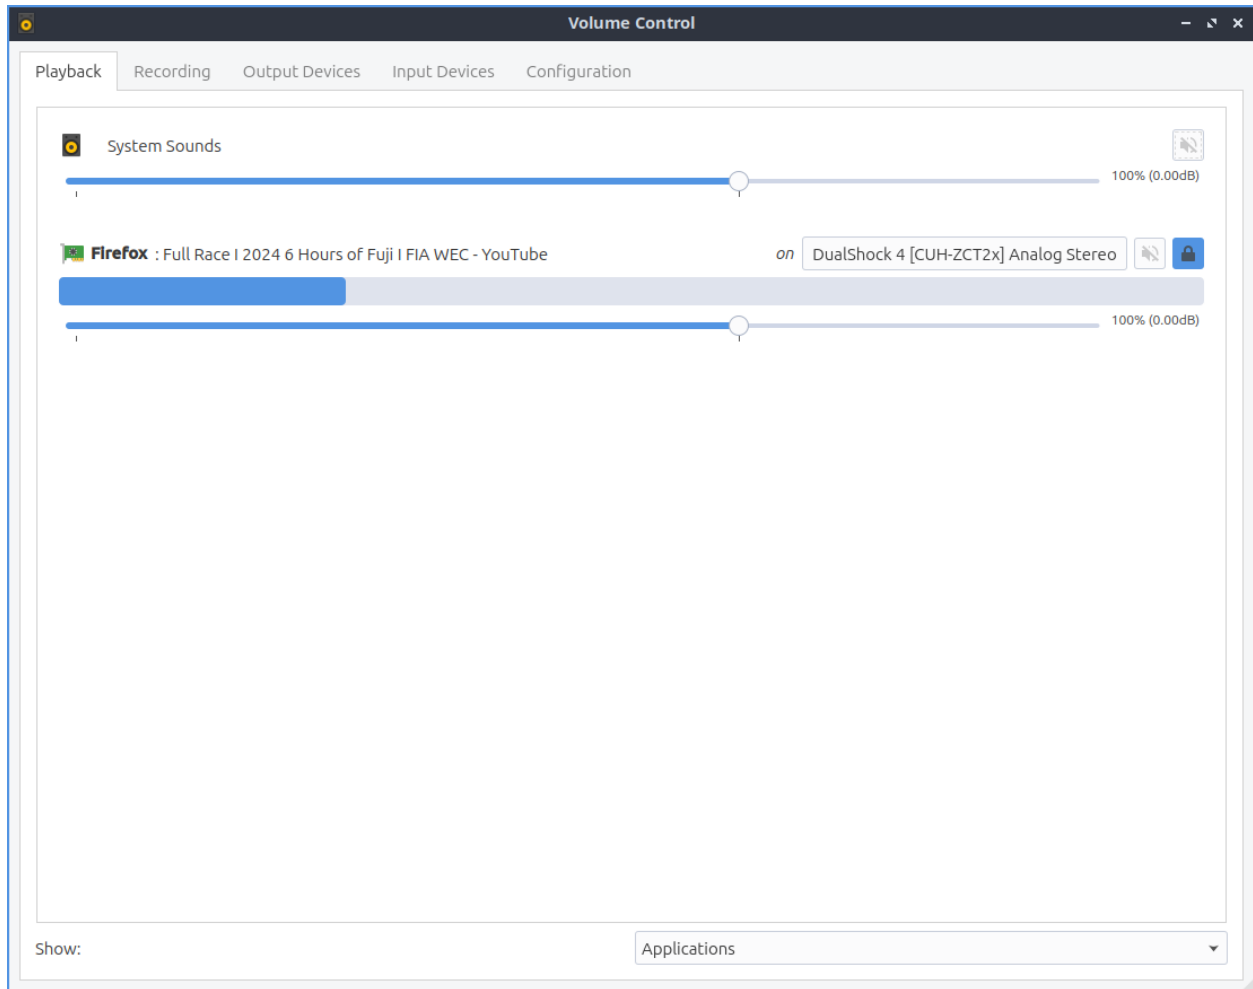 Volume Control
Playback Recording Output Devices Input Devices Configuration
System Sounds
100% (0.00dB)
Firefox : Full Race I 2024 6 Hours of Fuji I FIA WEC - YouTube on DualShock 4 [CUH-ZCT2x] Analog Stereo
100% (0.00dB)
Show: Applications